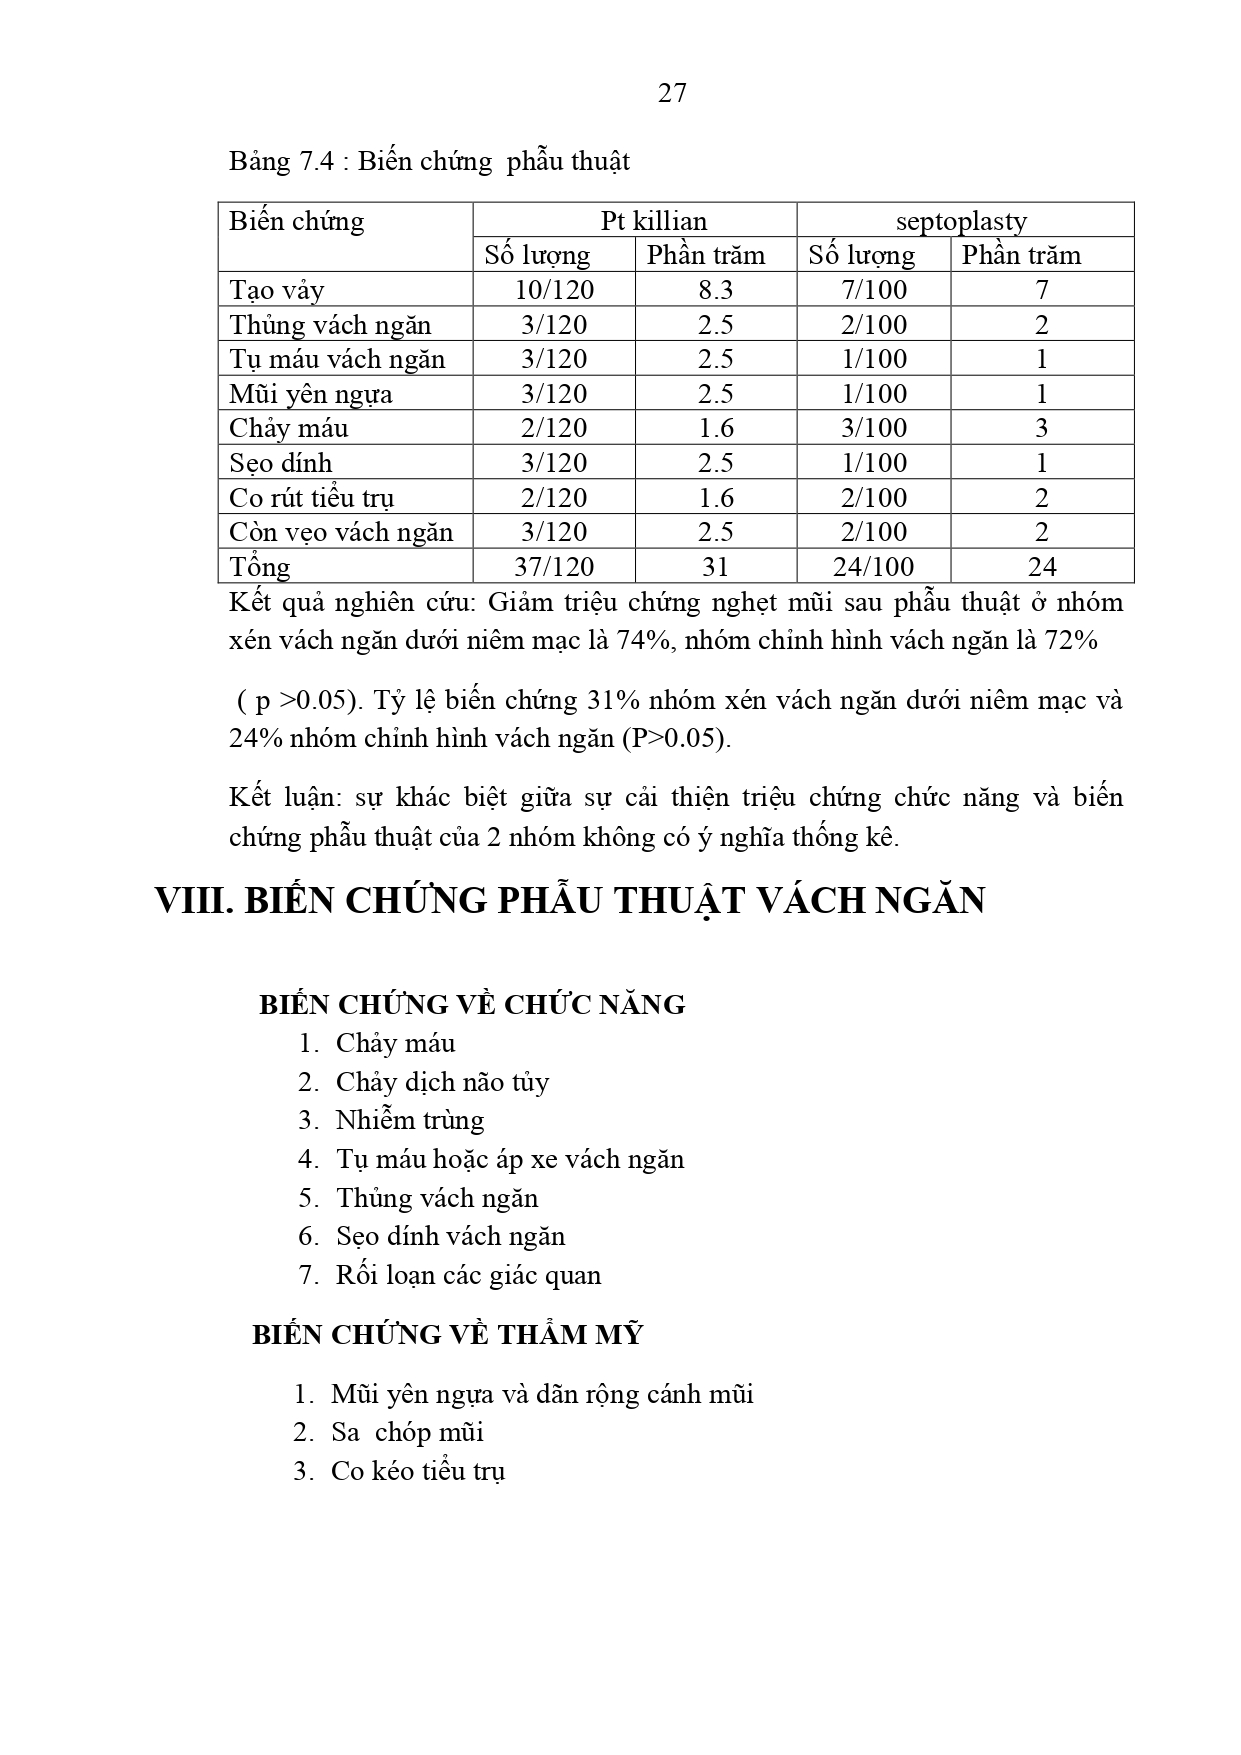 27
Bảng 7.4 : Biến chứng  phẫu thuật
Biến chứng Pt killian septoplasty
Số lượng Phần trăm Số lượng Phần trăm
Tạo vảy 10/120 8.3 7/100 7
Thủng vách ngăn 3/120 2.5 2/100 2
Tụ máu vách ngăn 3/120 2.5 1/100 1
Mũi yên ngựa 3/120 2.5 1/100 1
Chảy máu 2/120 1.6 3/100 3
Sẹo dính 3/120 2.5 1/100 1
Co rút tiểu trụ 2/120 1.6 2/100 2
Còn vẹo vách ngăn 3/120 2.5 2/100 2
Tổng 37/120 31 24/100 24
Kết quả nghiên cứu: Giảm triệu chứng nghẹt mũi sau phẫu thuật ở nhóm
xén vách ngăn dưới niêm mạc là 74%, nhóm chỉnh hình vách ngăn là 72%
( p >0.05). Tỷ lệ biến chứng 31% nhóm xén vách ngăn dưới niêm mạc và
24% nhóm chỉnh hình vách ngăn (P>0.05).
Kết luận: sự khác biệt giữa sự cải thiện triệu chứng chức năng và biến
chứng phẫu thuật của 2 nhóm không có ý nghĩa thống kê.
VIII. BIẾN CHỨNG PHẪU THUẬT VÁCH NGĂN
BIẾN CHỨNG VỀ CHỨC NĂNG
1. Chảy máu
2. Chảy dịch não tủy
3. Nhiễm trùng
4. Tụ máu hoặc áp xe vách ngăn
5. Thủng vách ngăn
6. Sẹo dính vách ngăn
7. Rối loạn các giác quan
BIẾN CHỨNG VỀ THẨM MỸ
1. Mũi yên ngựa và dãn rộng cánh mũi
2. Sa  chóp mũi
3. Co kéo tiểu trụ